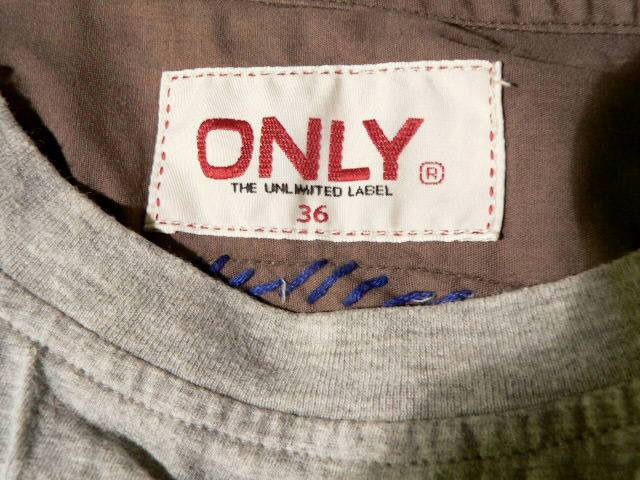 ONLY ®
THE UNLIMITED LABEL
36